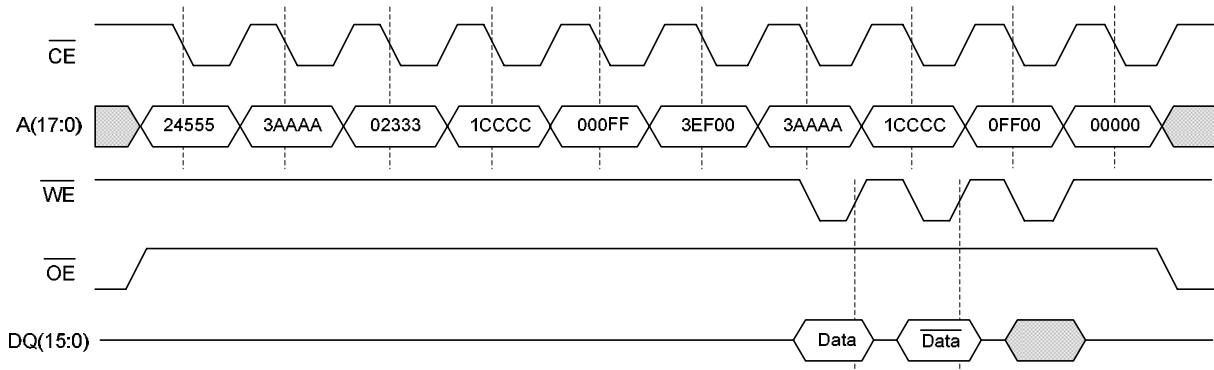 CE
A(17:0) 24555 3AAAA 02333 1CCCC 000FF 3EF00 3AAAA 1CCCC 0FF00 00000
WE
OE
DQ(15:0) Data Data